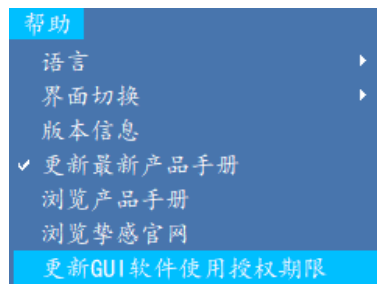 帮助
语言
界面切换
版本信息
更新最新产品手册
浏览产品手册
浏览挚感官网
更新GUI软件使用授权期限